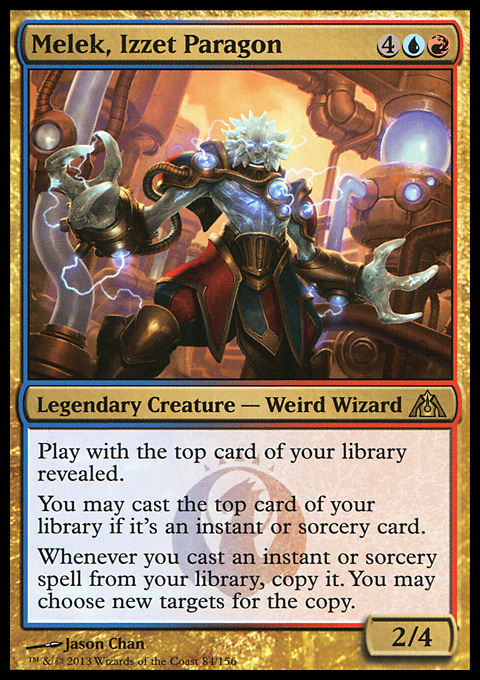 Melek, Izzet Paragon 4
Legendary Creature — Weird Wizard
Play with the top card of your library
revealed.
You may cast the top card of your
library if it's an instant or sorcery card.
Whenever you cast an instant or sorcery
spell from your library, copy it. You may
choose new targets for the copy.
Jason Chan
2/4
™ & © 2013 Wizards of the Coast 84/156